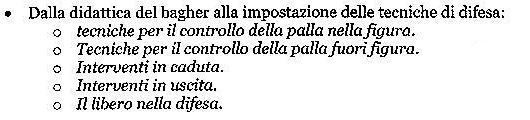 • Dalla didattica del bagher alla impostazione delle tecniche di difesa:
o tecniche per il controllo della palla nella figura.
o Tecniche per il controllo della palla fuori figura.
o Interventi in caduta.
o Interventi in uscita.
o Il libero nella difesa.